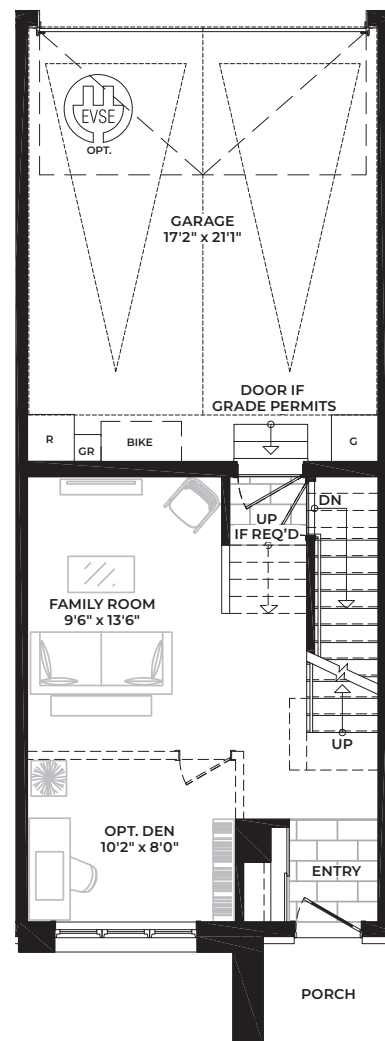 EVSE
OPT.
GARAGE
17'2" x 21'1"
DOOR IF
GRADE PERMITS
R
GR
BIKE
G
DN
UP
IF REQ'D
FAMILY ROOM
9'6" x 13'6"
UP
OPT. DEN
10'2" x 8'0"
ENTRY
PORCH